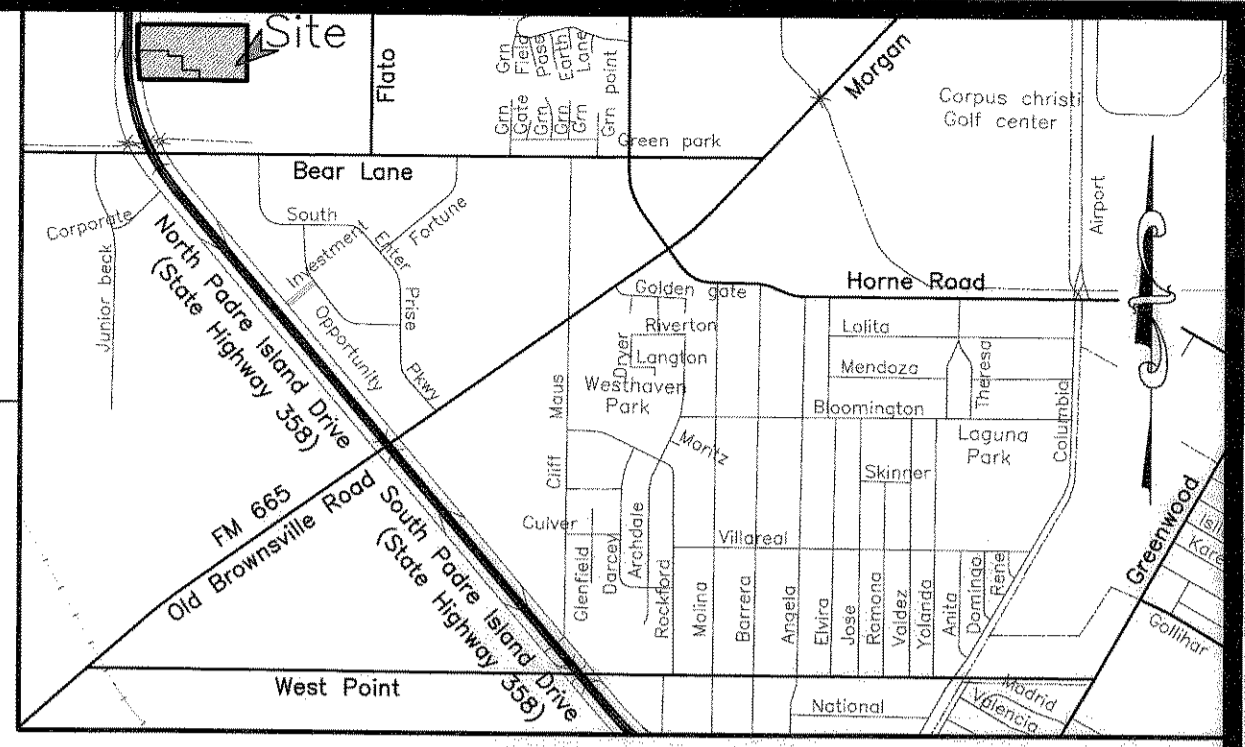 Site
Flato
Grn
Field
Pass
Earth
Lane
Grn point
Grn
Gate
Grn
Grn
Grn
Green park
Morgan
Corpus christi
Golf center
Airport
Bear Lane
Corporate
Junior beck
South
Investment
Enter
Prise
Fortune
Opportunity
Pkwy
North Padre Island Drive
(State Highway 358)
Golden gate
Horne Road
Riverton
Dryer
Langton
Westhaven
Park
Lolita
Mendoza
Theresa
Bloomington
Laguna
Park
Columbia
Maus
Cliff
Moritz
Skinner
FM 665
Old Brownsville Road
South Padre Island Drive
(State Highway 358)
Culver
Glenfield
Darcey
Archdale
Rockford
Villareal
Molina
Barrera
Angela
Elvira
Jose
Ramona
Valdez
Yolanda
Anita
Domingo
Rene
Greenwood
Gollihar
West Point
National
Madrid
Valencia